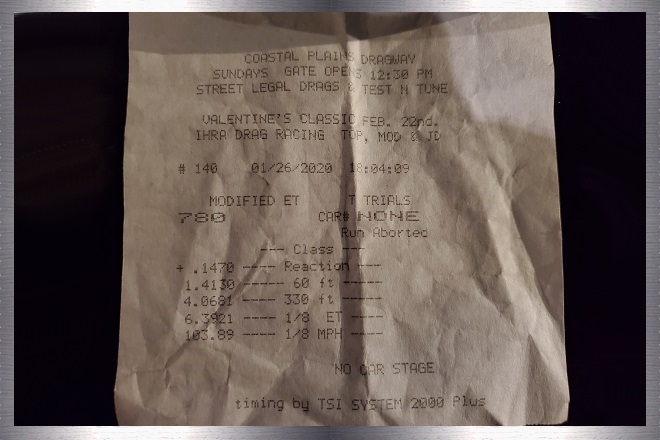 COASTAL PLAINS DRAGWAY
SUNDAYS GATE OPENS 12:30 PM
STREET LEGAL DRAGS & TEST N TUNE
VALENTINE'S CLASSIC FEB. 22nd.
IHRA DRAG RACING TOP, MOD & JD
# 140 01/26/2020 18:04:09
MODIFIED ET T TRIALS
780 CAR# NONE
Run Aborted
--- Class ---
+ .1470 ---- Reaction ----
1.4130 ---- 60 ft ----
4.0681 ---- 330 ft ----
6.3921 ---- 1/8 ET ----
103.89 ---- 1/8 MPH ----
NO CAR STAGE
timing by TSI SYSTEM 2000 Plus